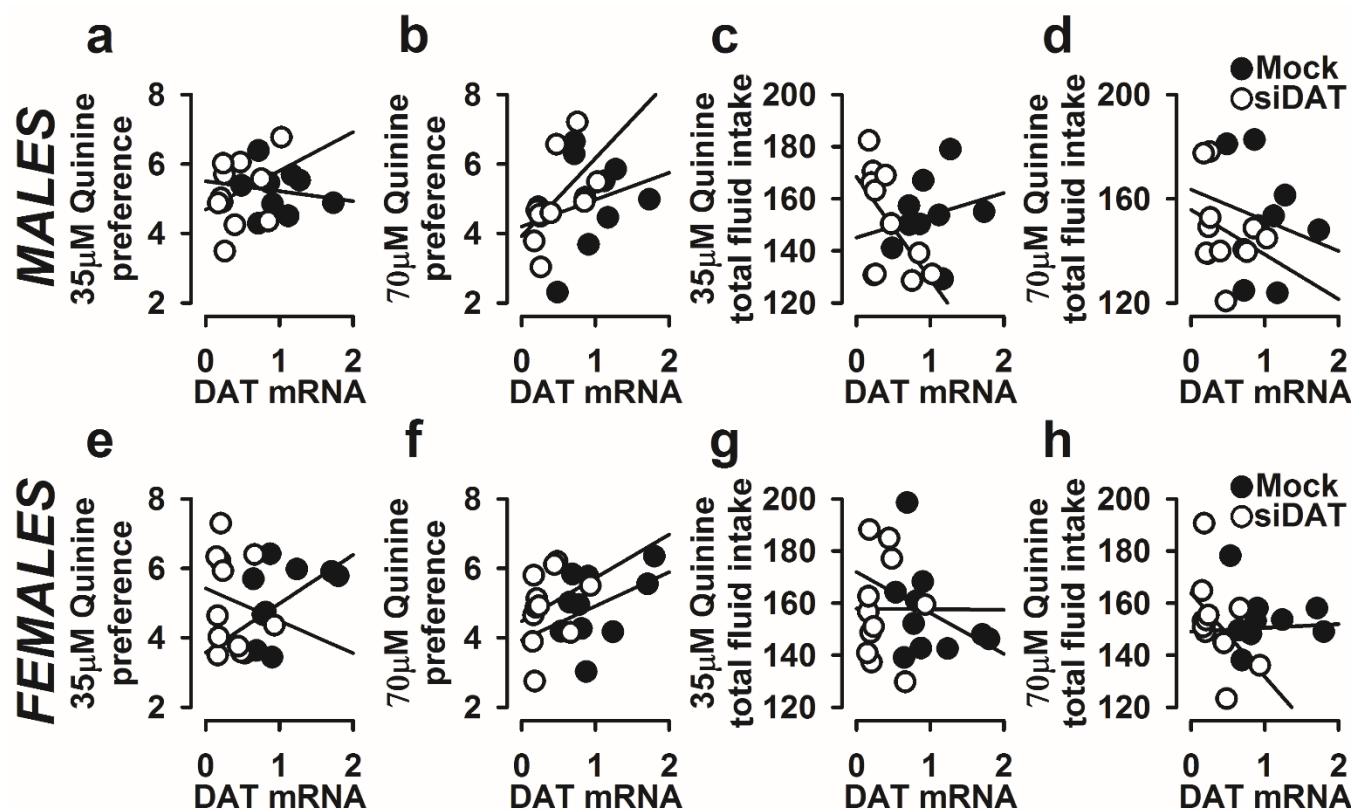 a
b
c
d
MALES
35µM Quinine
preference
8
6
4
2
0 1 2
DAT mRNA
70µM Quinine
preference
8
6
4
2
0 1 2
DAT mRNA
35µM Quinine
total fluid intake
200
180
160
140
120
0 1 2
DAT mRNA
70µM Quinine
total fluid intake
200
160
120
0 1 2
DAT mRNA
Mock
siDAT
e
f
g
h
FEMALES
35µM Quinine
preference
8
6
4
2
0 1 2
DAT mRNA
70µM Quinine
preference
8
6
4
2
0 1 2
DAT mRNA
35µM Quinine
total fluid intake
200
180
160
140
120
0 1 2
DAT mRNA
70µM Quinine
total fluid intake
200
180
160
140
120
0 1 2
DAT mRNA
Mock
siDAT